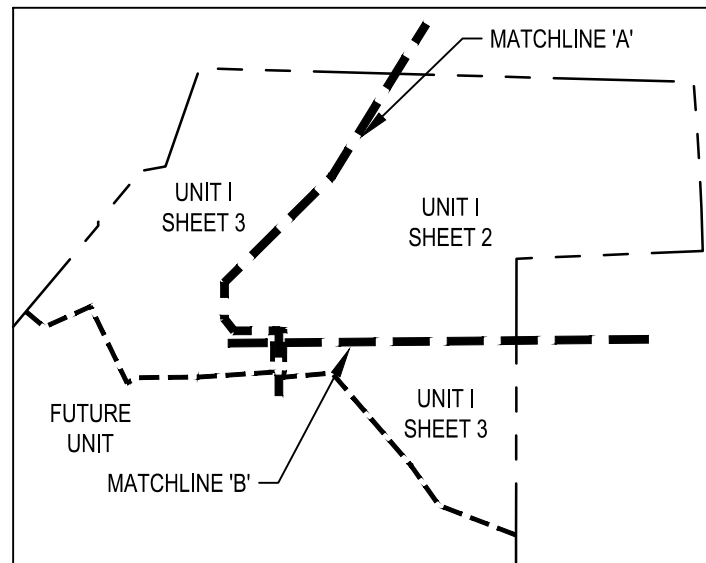 MATCHLINE 'A'
UNIT I
SHEET 3
UNIT I
SHEET 2
UNIT I
SHEET 3
FUTURE
UNIT
MATCHLINE 'B'